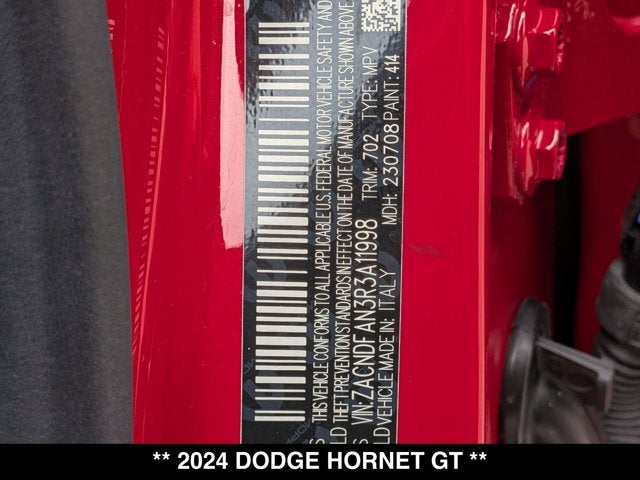 THIS VEHICLE CONFORMS TO ALL APPLICABLE U.S. FEDERAL MOTOR VEHICLE SAFETY AND
THEFT PREVENTION STANDARDS IN EFFECT ON THE DATE OF MANUFACTURE SHOWN ABOVE.
VIN: ZACNDFAN3R3A11998 TRIM: 702 TYPE: MPV
VEHICLE MADE IN: ITALY MDH: 230708 PAINT: 414
** 2024 DODGE HORNET GT **